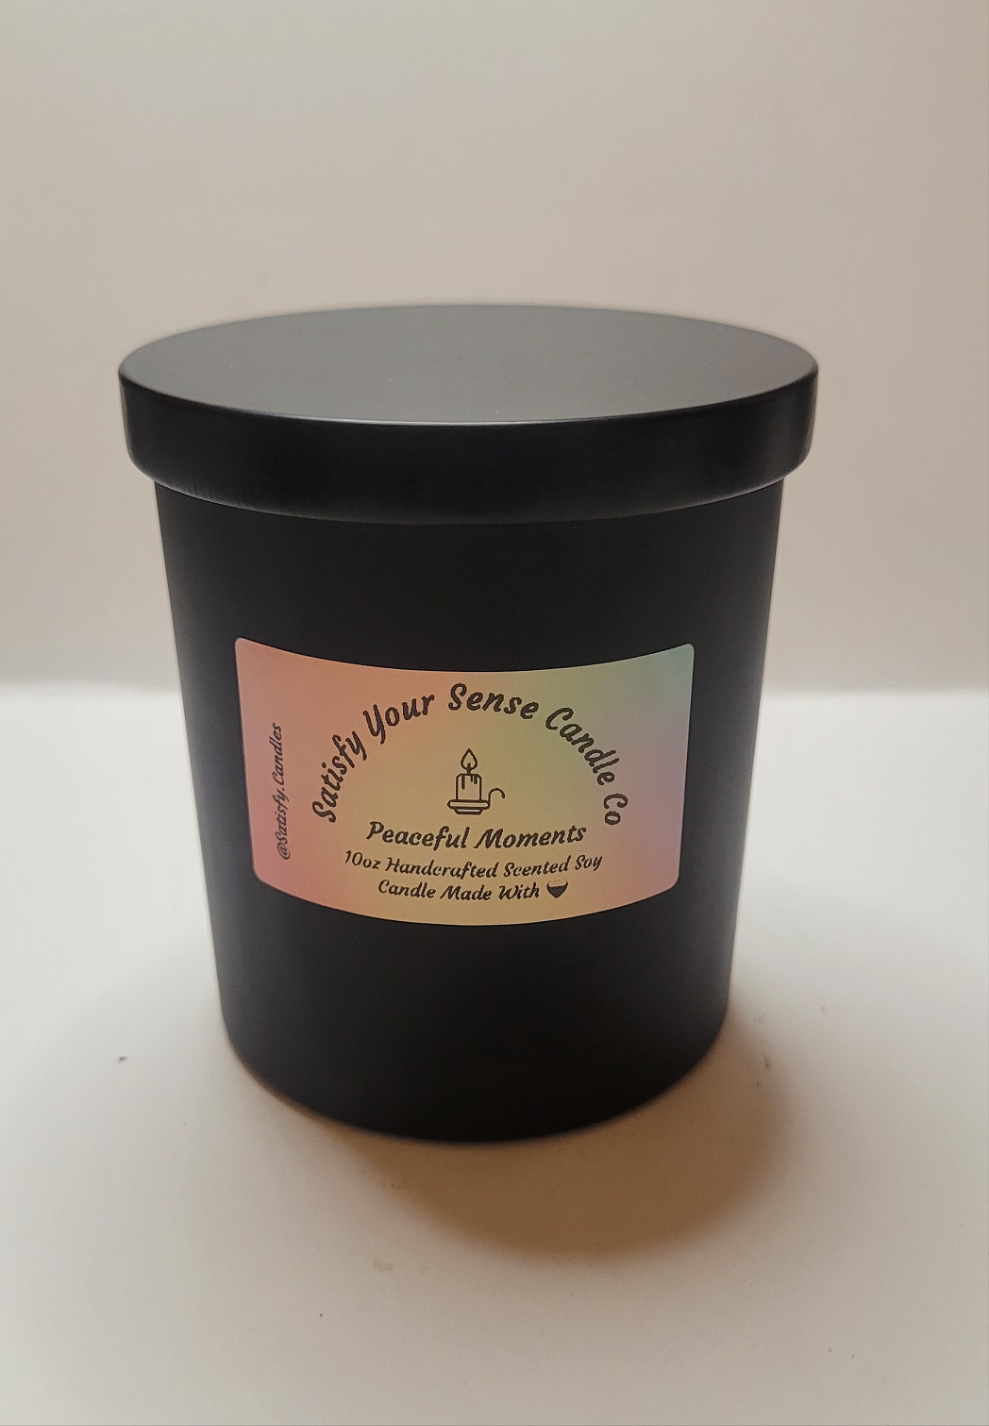 Satisfy Your Sense Candle Co
Peaceful Moments
10oz Handcrafted Scented Soy
Candle Made With
@Satisfy.Candles